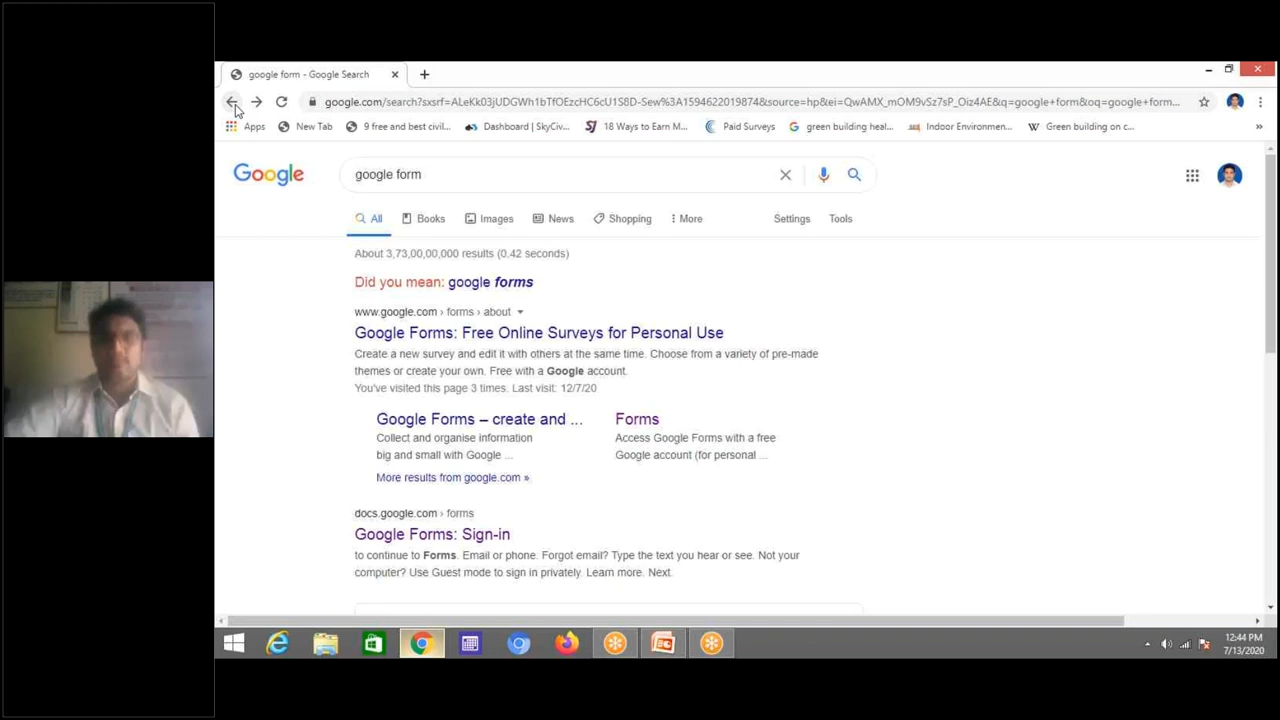 google form - Google Search
google.com/search?sxsrf=ALeKk03jUDGWh1bTfOEzcHC6cU1S8D-Sew%3A1594622019874&source=hp&ei=QwAMX_mOM9vSz7sP_Oiz4AE&q=google+form&oq=google+form...
Apps New Tab 9 free and best civil... Dashboard | SkyCiv... 18 Ways to Earn M... Paid Surveys green building heal... Indoor Environmen... Green building on c... »
Google google form
All Books Images News Shopping More Settings Tools
About 3,73,00,00,000 results (0.42 seconds)
Did you mean: google forms
www.google.com › forms › about
Google Forms: Free Online Surveys for Personal Use
Create a new survey and edit it with others at the same time. Choose from a variety of pre-made
themes or create your own. Free with a Google account.
You've visited this page 3 times. Last visit: 12/7/20
Google Forms – create and ... Forms
Collect and organise information Access Google Forms with a free
big and small with Google ... Google account (for personal ...
More results from google.com »
docs.google.com › forms
Google Forms: Sign-in
to continue to Forms. Email or phone. Forgot email? Type the text you hear or see. Not your
computer? Use Guest mode to sign in privately. Learn more. Next.
12:44 PM
7/13/2020